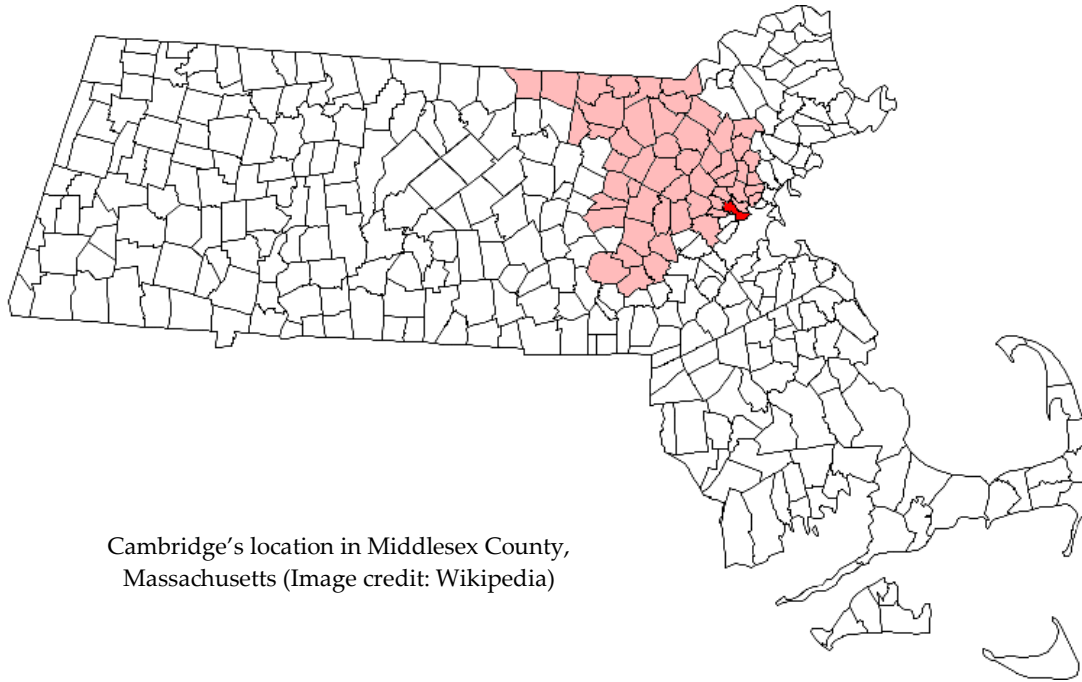 Cambridge’s location in Middlesex County,
Massachusetts (Image credit: Wikipedia)